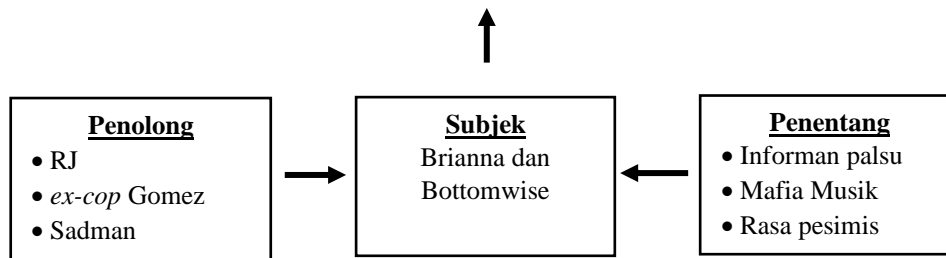 Penolong
• RJ
• ex-cop Gomez
• Sadman
Subjek
Brianna dan
Bottomwise
Penentang
• Informan palsu
• Mafia Musik
• Rasa pesimis